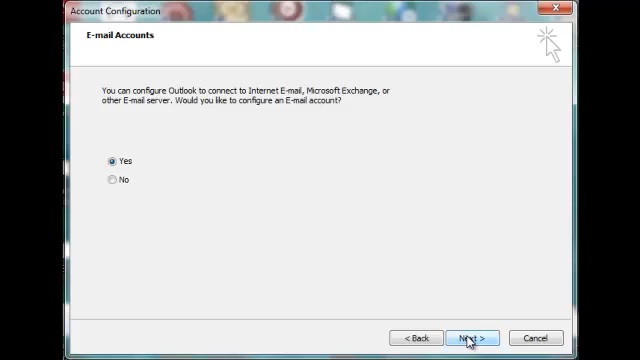 Account Configuration
E-mail Accounts
You can configure Outlook to connect to Internet E-mail, Microsoft Exchange, or
other E-mail server. Would you like to configure an E-mail account?
Yes
No
< Back
Next >
Cancel